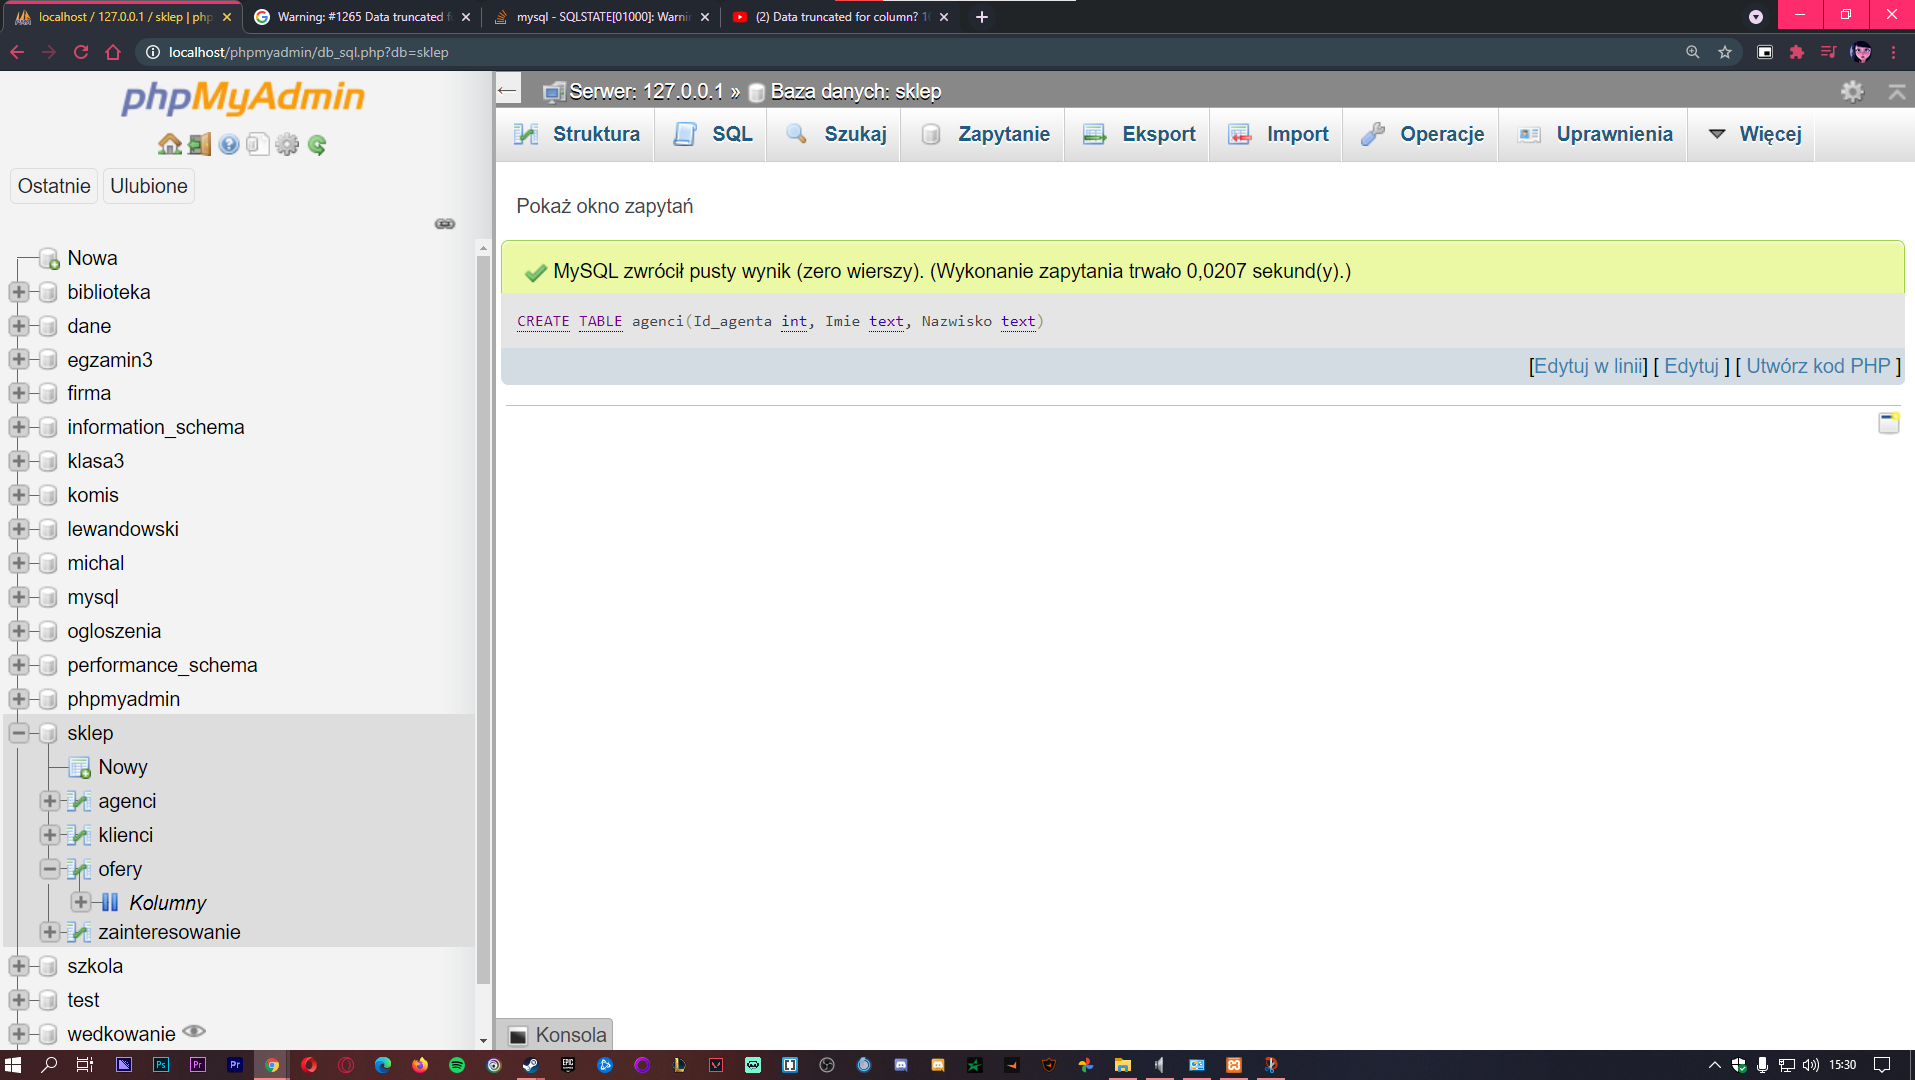 localhost / 127.0.0.1 / sklep | php
Warning: #1265 Data truncated f
mysql - SQLSTATE[01000]: Warnin
(2) Data truncated for column? 1
localhost/phpmyadmin/db_sql.php?db=sklep
phpMyAdmin
Ostatnie
Ulubione
Nowa
biblioteka
dane
egzamin3
firma
information_schema
klasa3
komis
lewandowski
michal
mysql
ogloszenia
performance_schema
phpmyadmin
sklep
Nowy
agenci
klienci
ofery
Kolumny
zainteresowanie
szkola
test
wedkowanie
Serwer: 127.0.0.1 » Baza danych: sklep
Struktura
SQL
Szukaj
Zapytanie
Eksport
Import
Operacje
Uprawnienia
Więcej
Pokaż okno zapytań
MySQL zwrócił pusty wynik (zero wierszy). (Wykonanie zapytania trwało 0,0207 sekund(y).)
CREATE TABLE agenci(Id_agenta int, Imie text, Nazwisko text)
[Edytuj w linii] [ Edytuj ] [ Utwórz kod PHP ]
Konsola
Ps
Pr
Pr
EPIC
15:30